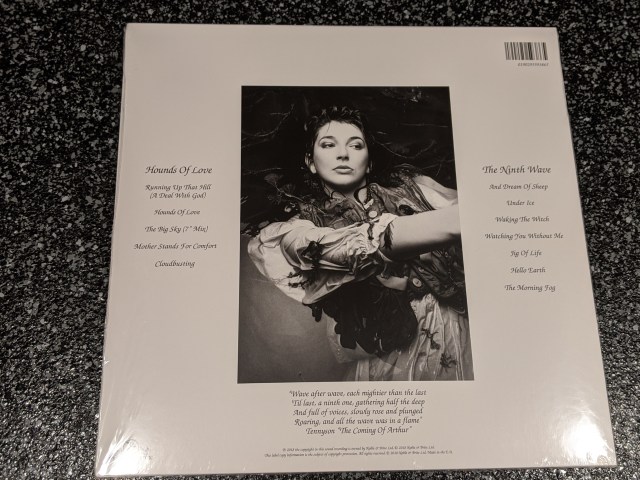 Hounds Of Love
Running Up That Hill
(A Deal With God)
Hounds Of Love
The Big Sky (7" Mix)
Mother Stands For Comfort
Cloudbusting
The Ninth Wave
And Dream Of Sheep
Under Ice
Waking The Witch
Watching You Without Me
Jig Of Life
Hello Earth
The Morning Fog
"Wave after wave, each mightier than the last
'Til last, a ninth one, gathering half the deep
And full of voices, slowly rose and plunged
Roaring, and all the wave was in a flame"
Tennyson "The Coming Of Arthur"